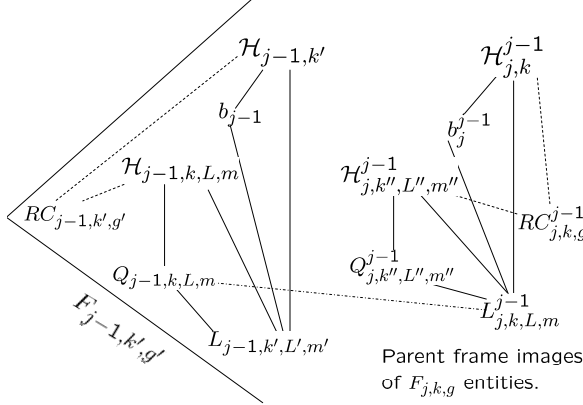 ℋ_{j−1,k′}
b_{j−1}
ℋ_{j−1,k,L,m}
RC_{j−1,k′,g′}
Q_{j−1,k,L,m}
F_{j−1,k′,g′}
L_{j−1,k′,L′,m′}
ℋ^{j−1}_{j,k}
b^{j−1}_{j}
ℋ^{j−1}_{j,k″,L″,m″}
RC^{j−1}_{j,k,g}
Q^{j−1}_{j,k″,L″,m″}
L^{j−1}_{j,k,L,m}
Parent frame images
of F_{j,k,g} entities.